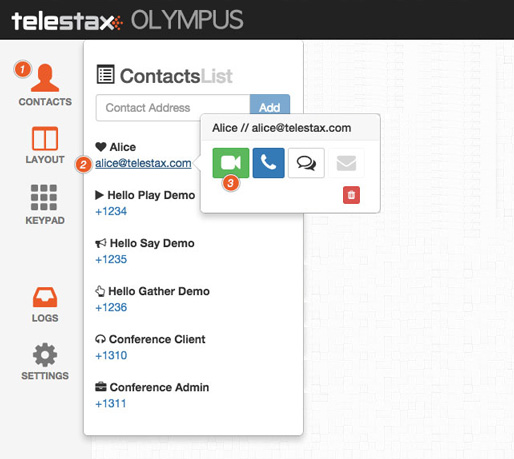 telestax OLYMPUS
1
CONTACTS
LAYOUT
KEYPAD
LOGS
SETTINGS
ContactsList
Contact Address
Add
Alice
2
alice@telestax.com
Alice // alice@telestax.com
3
Hello Play Demo
+1234
Hello Say Demo
+1235
Hello Gather Demo
+1236
Conference Client
+1310
Conference Admin
+1311